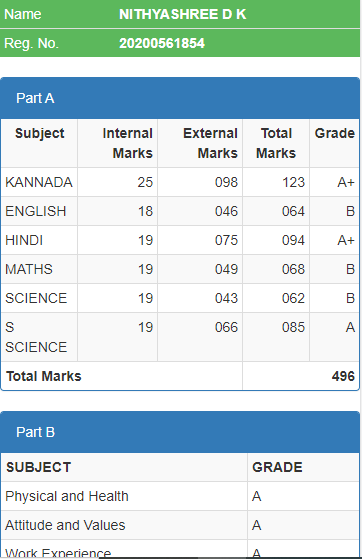 Name NITHYASHREE D K
Reg. No. 20200561854
Part A
Subject Internal Marks External Marks Total Marks Grade
KANNADA 25 098 123 A+
ENGLISH 18 046 064 B
HINDI 19 075 094 A+
MATHS 19 049 068 B
SCIENCE 19 043 062 B
S SCIENCE 19 066 085 A
Total Marks 496
Part B
SUBJECT GRADE
Physical and Health A
Attitude and Values A
Work Experience A